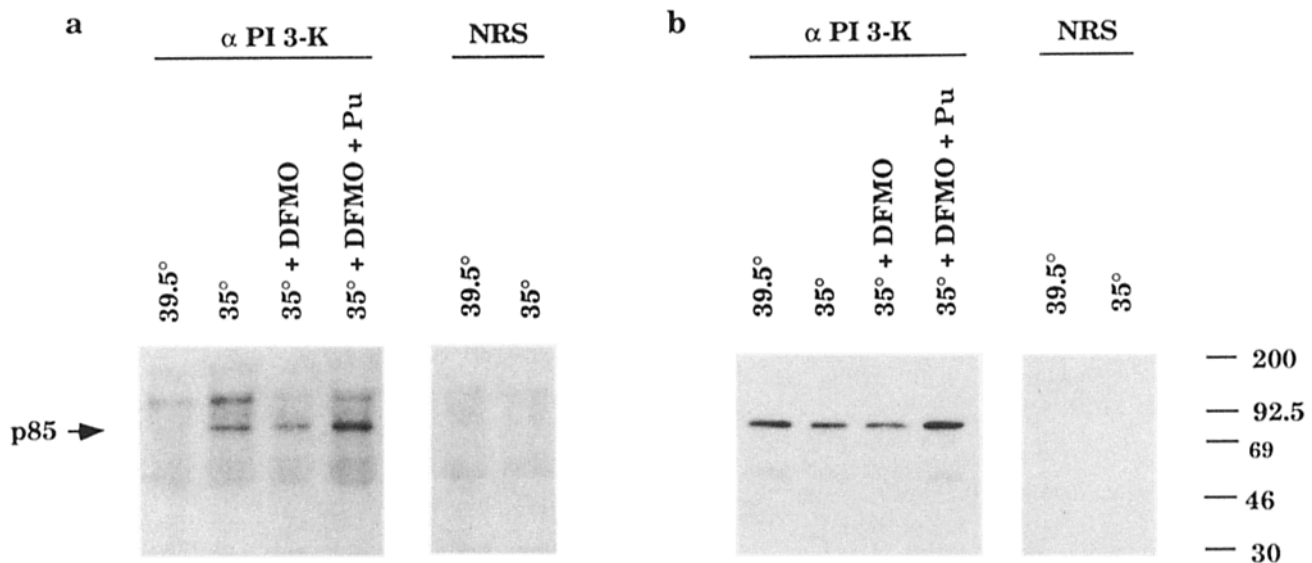 a
α PI 3-K
NRS
39.5°
35°
35° + DFMO
35° + DFMO + Pu
39.5°
35°
p85
b
α PI 3-K
NRS
39.5°
35°
35° + DFMO
35° + DFMO + Pu
39.5°
35°
200
92.5
69
46
30